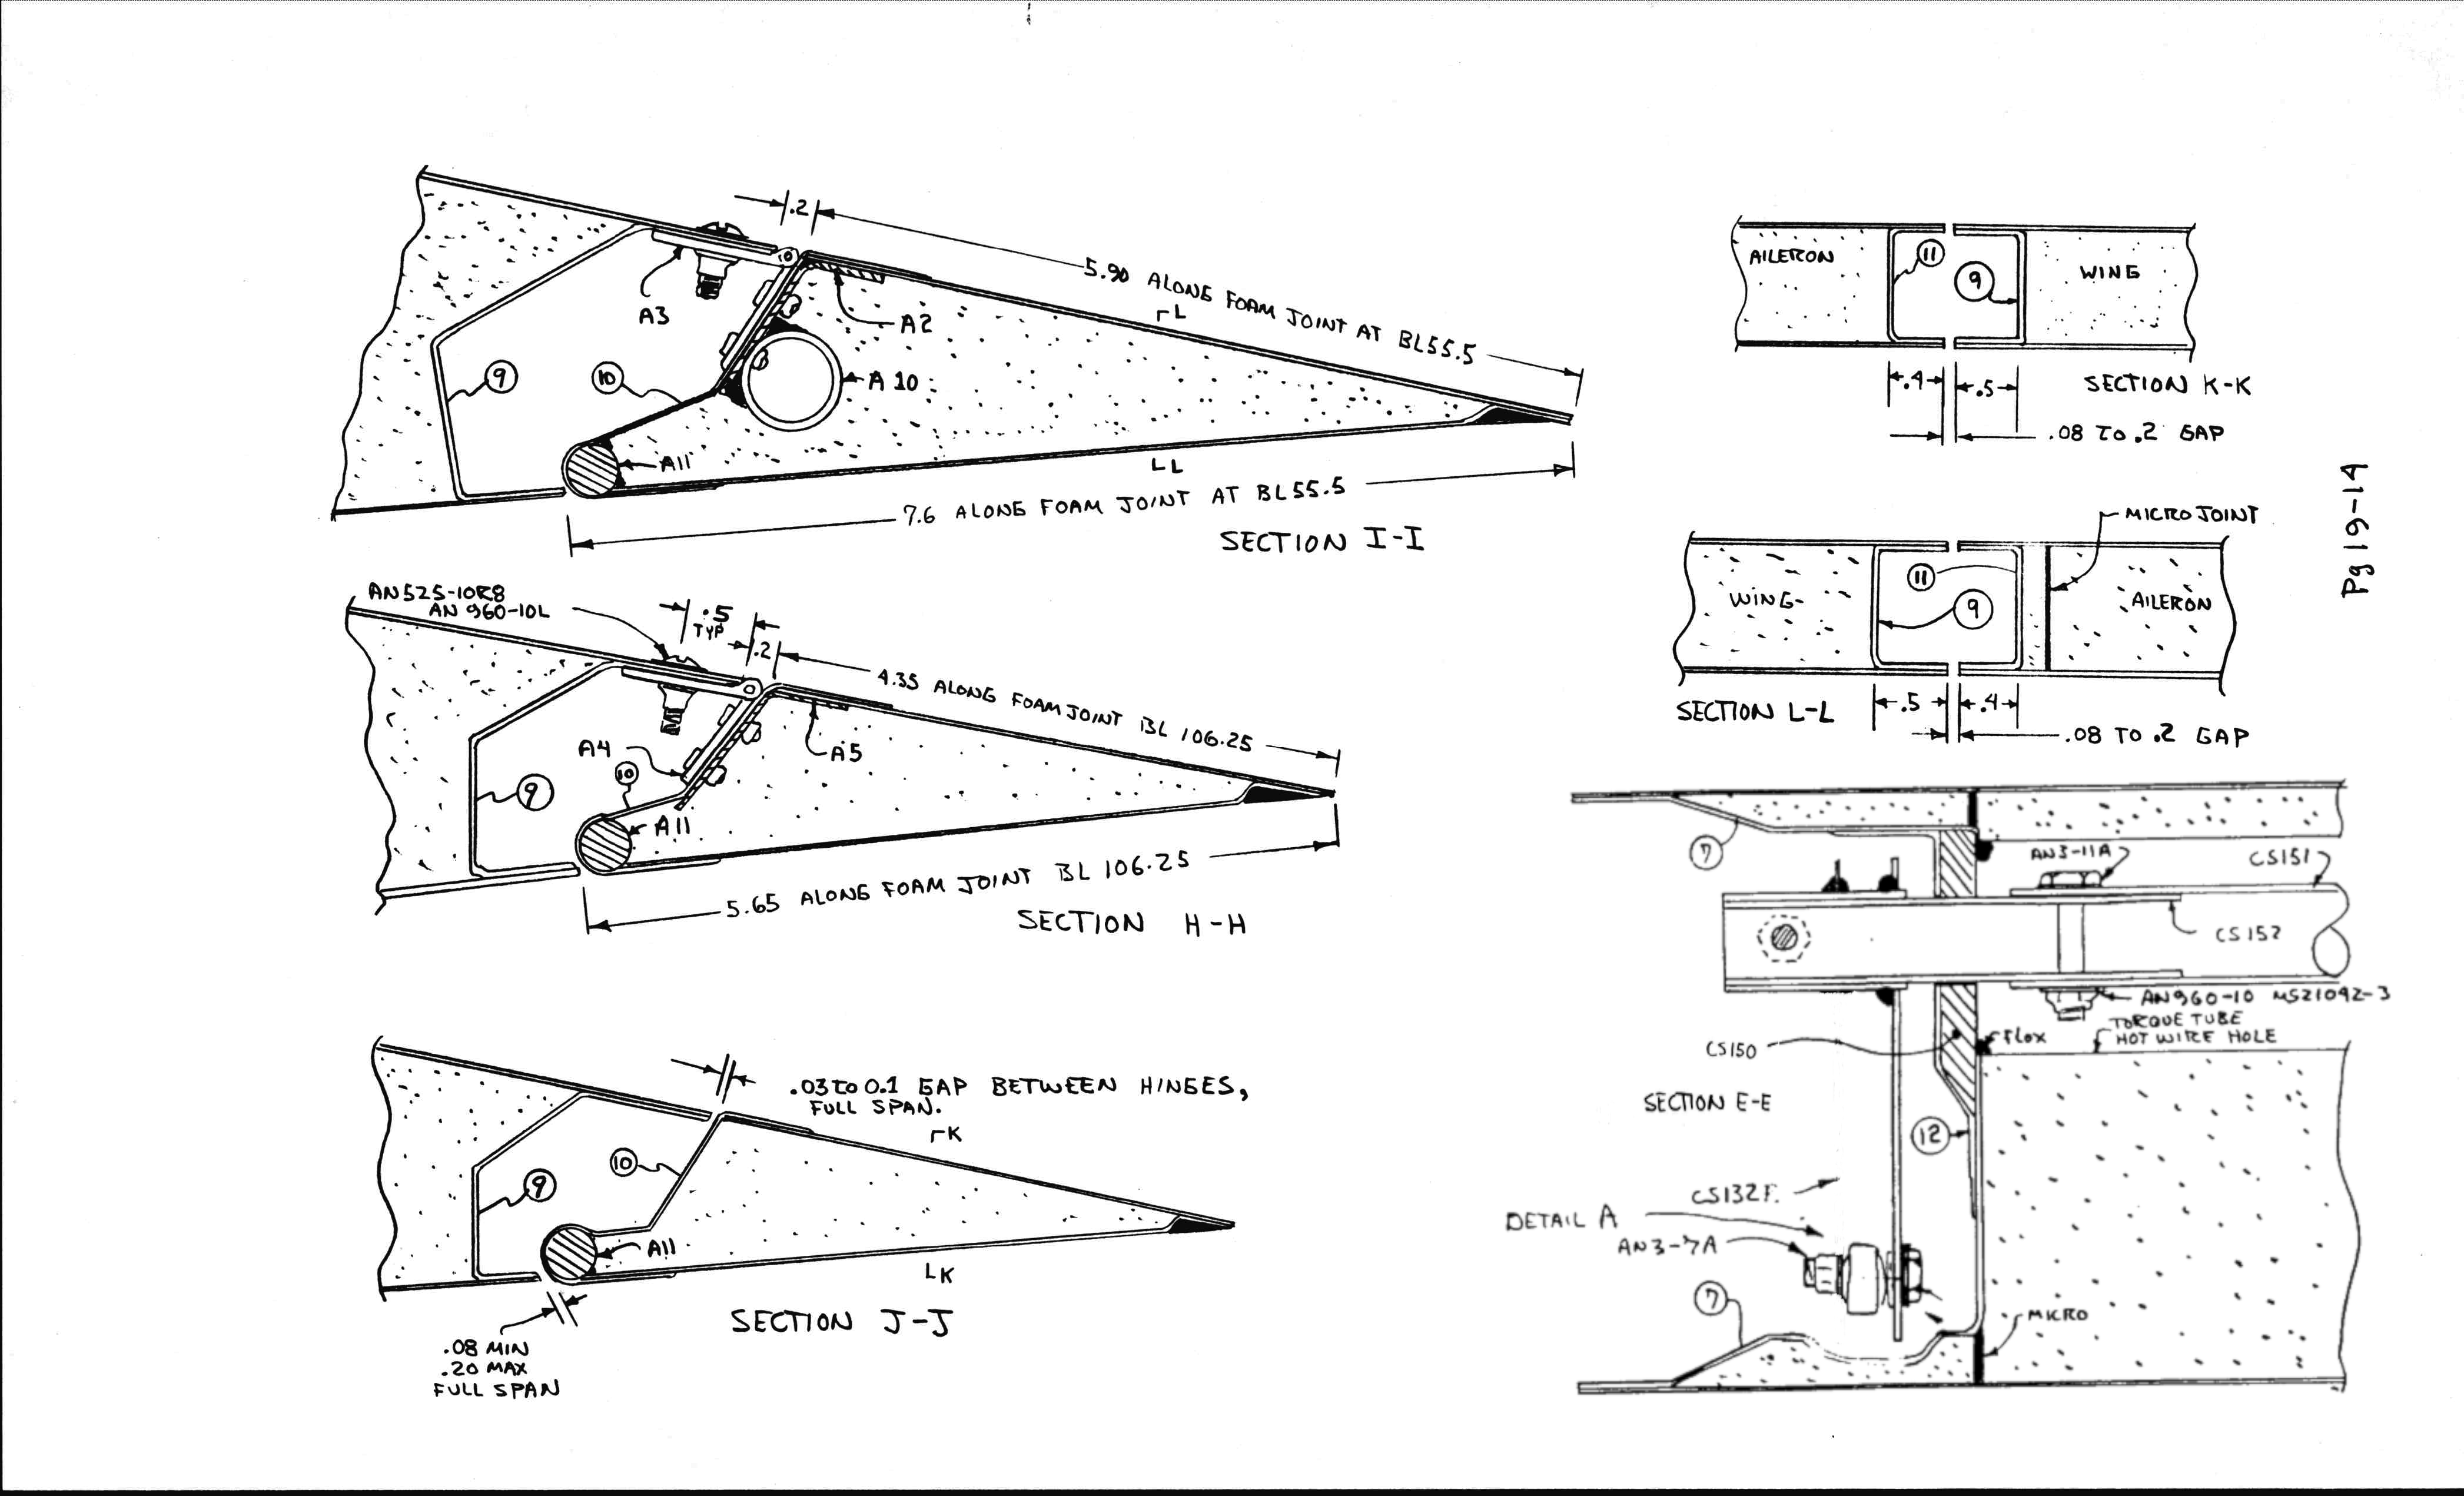 .2
5.90 ALONG FOAM JOINT AT BL55.5
┌L
A3
A2
9
10
A10
A11
LL
7.6 ALONG FOAM JOINT AT BL55.5
SECTION I-I
AN525-10R8
AN960-10L
.5
TYP
.2
4.35 ALONG FOAM JOINT BL 106.25
A4
A5
10
9
A11
5.65 ALONG FOAM JOINT BL 106.25
SECTION H-H
.03 TO 0.1 GAP BETWEEN HINGES,
FULL SPAN.
┌K
10
9
A11
LK
SECTION J-J
.08 MIN
.20 MAX
FULL SPAN
AILERON
11
9
WING
.4
.5
SECTION K-K
.08 TO .2 GAP
Pg 19-14
MICRO JOINT
WING
11
9
AILERON
SECTION L-L
.5
.4
.08 TO .2 GAP
7
AN3-11A
CS151
CS152
AN960-10 MS21042-3
TORQUE TUBE
HOT WIRE HOLE
Flox
CS150
SECTION E-E
12
CS132F.
DETAIL A
AN3-7A
7
MICRO